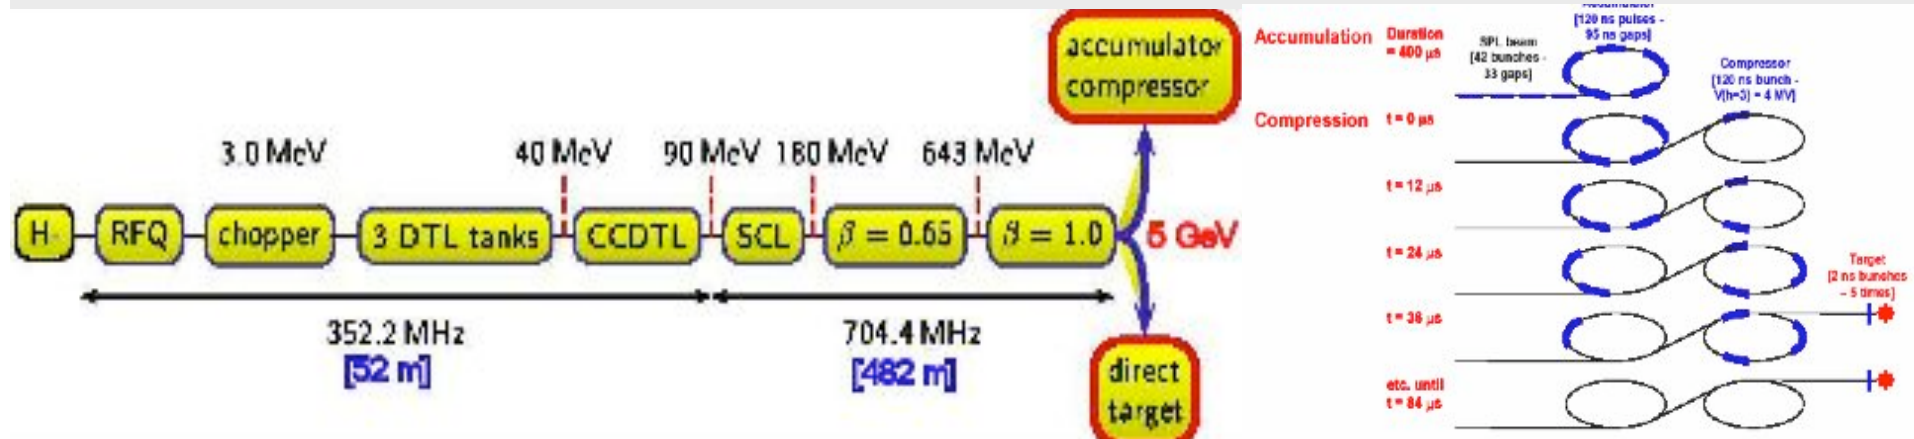 accumulator
compressor
3.0 MeV
40 MeV
90 MeV
180 MeV
643 MeV
H-
RFQ
chopper
3 DTL tanks
CCDTL
SCL
β = 0.65
β = 1.0
5 GeV
352.2 MHz
[52 m]
704.4 MHz
[482 m]
direct
target
Accumulation
Duration
= 400 µs
SPL beam
[42 bunches -
33 gaps]
Accumulator
[120 ns pulses -
95 ns gaps]
Compressor
[120 ns bunch -
V(h=3) = 4 MV]
Compression
t = 0 µs
t = 12 µs
t = 24 µs
t = 36 µs
etc. until
t = 84 µs
Target
[2 ns bunches
– 5 times]